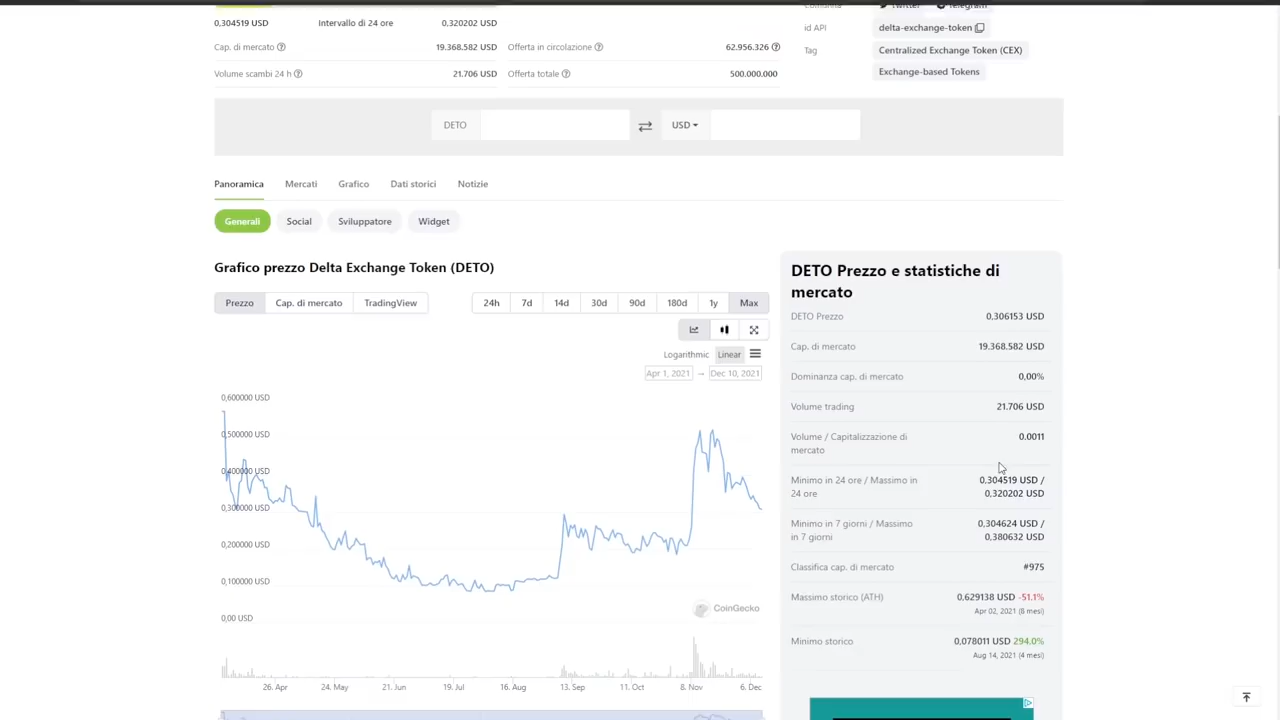 Twitter Telegram
0,304519 USD Intervallo di 24 ore 0,320202 USD
id API delta-exchange-token
Cap. di mercato 19.368.582 USD Offerta in circolazione 62.956.326
Tag Centralized Exchange Token (CEX)
Volume scambi 24 h 21.706 USD Offerta totale 500.000.000
Exchange-based Tokens
DETO USD
Panoramica Mercati Grafico Dati storici Notizie
Generali Social Sviluppatore Widget
Grafico prezzo Delta Exchange Token (DETO)
Prezzo Cap. di mercato TradingView 24h 7d 14d 30d 90d 180d 1y Max
Logarithmic Linear
Apr 1, 2021 → Dec 10, 2021
0,600000 USD
0,500000 USD
0,400000 USD
0,300000 USD
0,200000 USD
0,100000 USD
0,00 USD
CoinGecko
26. Apr 24. May 21. Jun 19. Jul 16. Aug 13. Sep 11. Oct 8. Nov 6. Dec
DETO Prezzo e statistiche di
mercato
DETO Prezzo 0.306153 USD
Cap. di mercato 19.368.582 USD
Dominanza cap. di mercato 0,00%
Volume trading 21.706 USD
Volume / Capitalizzazione di 0.0011
mercato
Minimo in 24 ore / Massimo in 0,304519 USD /
24 ore 0,320202 USD
Minimo in 7 giorni / Massimo 0,304624 USD /
in 7 giorni 0,380632 USD
Classifica cap. di mercato #975
Massimo storico (ATH) 0,629138 USD -51.1%
Apr 02, 2021 (8 mesi)
Minimo storico 0,078011 USD 294.0%
Aug 14, 2021 (4 mesi)